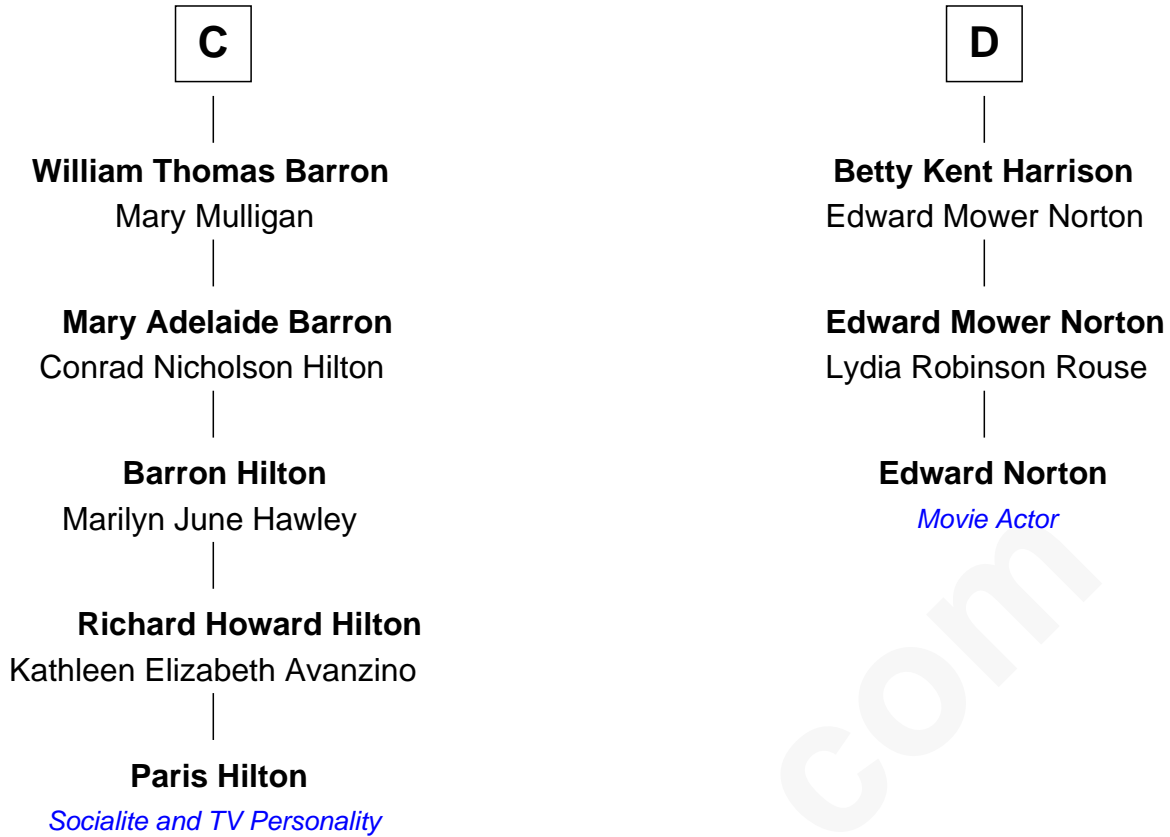 C
William Thomas Barron
Mary Mulligan
Mary Adelaide Barron
Conrad Nicholson Hilton
Barron Hilton
Marilyn June Hawley
Richard Howard Hilton
Kathleen Elizabeth Avanzino
Paris Hilton
Socialite and TV Personality
D
Betty Kent Harrison
Edward Mower Norton
Edward Mower Norton
Lydia Robinson Rouse
Edward Norton
Movie Actor
com